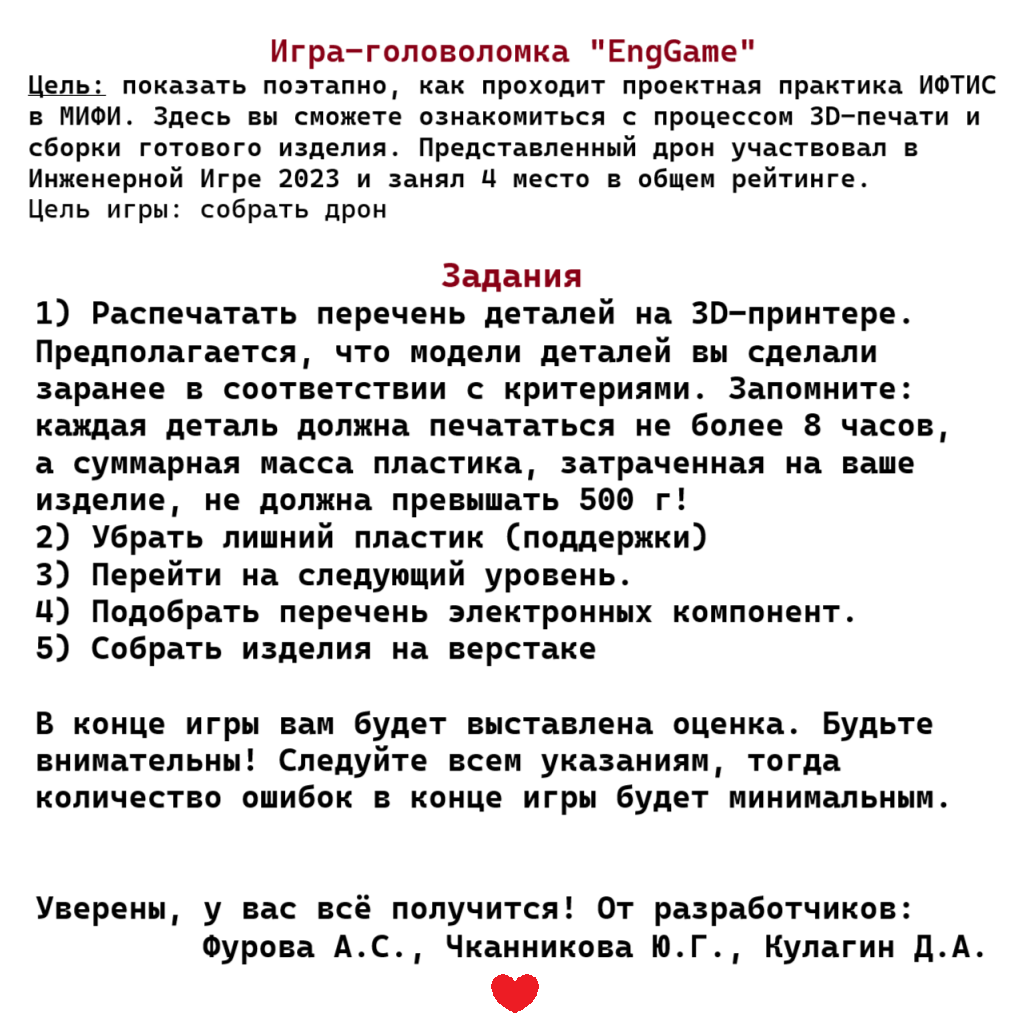 Игра-головоломка "EngGame"
Цель: показать поэтапно, как проходит проектная практика ИФТИС
в МИФИ. Здесь вы сможете ознакомиться с процессом 3D-печати и
сборки готового изделия. Представленный дрон участвовал в
Инженерной Игре 2023 и занял 4 место в общем рейтинге.
Цель игры: собрать дрон
Задания
1) Распечатать перечень деталей на 3D-принтере.
Предполагается, что модели деталей вы сделали
заранее в соответствии с критериями. Запомните:
каждая деталь должна печататься не более 8 часов,
а суммарная масса пластика, затраченная на ваше
изделие, не должна превышать 500 г!
2) Убрать лишний пластик (поддержки)
3) Перейти на следующий уровень.
4) Подобрать перечень электронных компонент.
5) Собрать изделия на верстаке
В конце игры вам будет выставлена оценка. Будьте
внимательны! Следуйте всем указаниям, тогда
количество ошибок в конце игры будет минимальным.
Уверены, у вас всё получится! От разработчиков:
Фурова А.С., Чканникова Ю.Г., Кулагин Д.А.